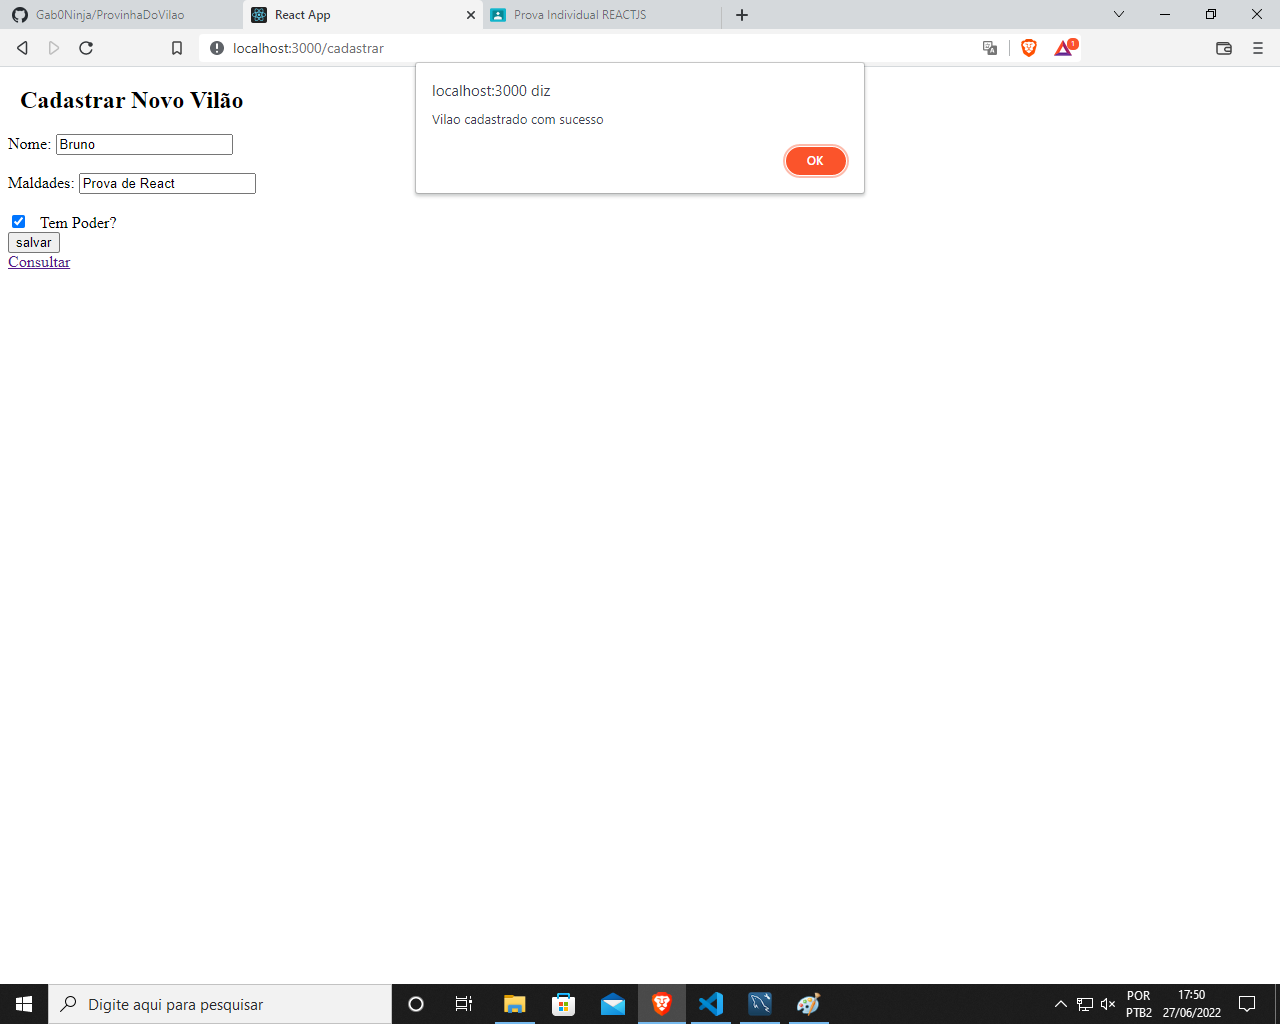 Gab0Ninja/ProvinhaDoVilao
React App
Prova Individual REACTJS
localhost:3000/cadastrar
1
localhost:3000 diz
Vilao cadastrado com sucesso
OK
Cadastrar Novo Vilão
Nome: Bruno
Maldades: Prova de React
Tem Poder?
salvar
Consultar
Digite aqui para pesquisar
POR
PTB2
17:50
27/06/2022